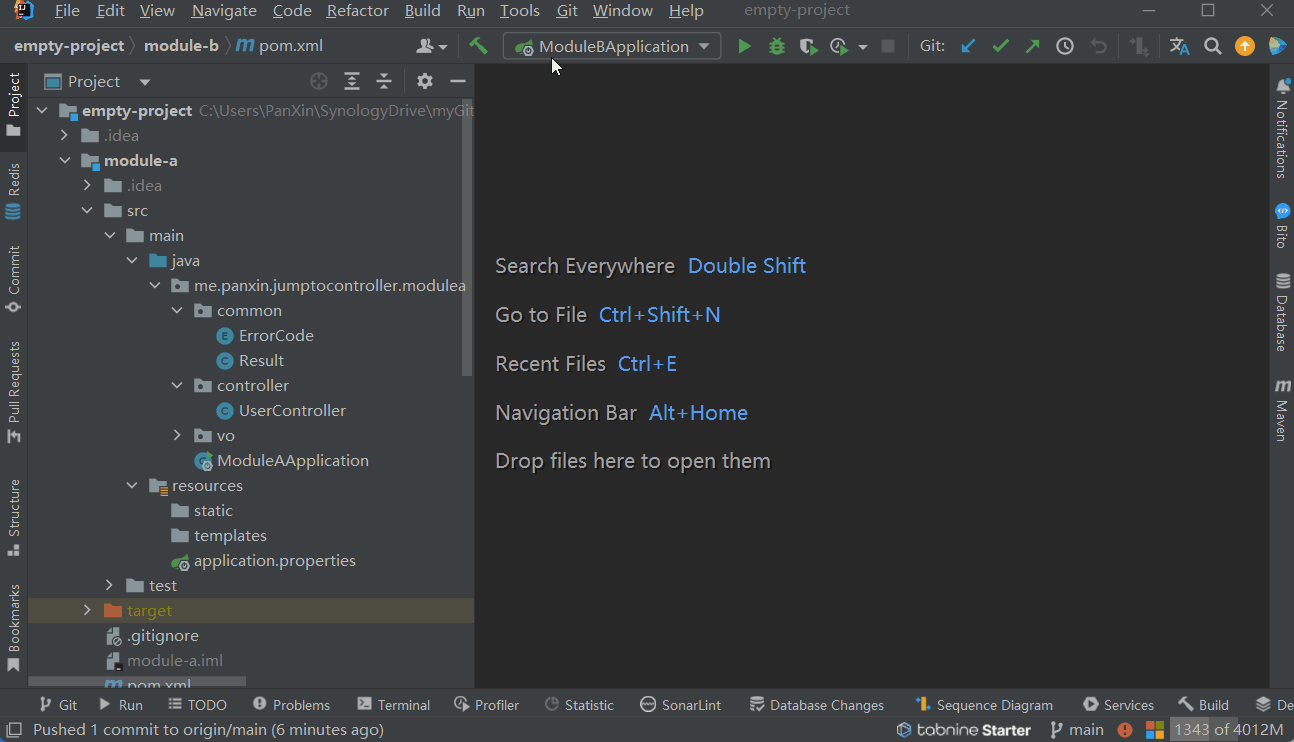 File Edit View Navigate Code Refactor Build Run Tools Git Window Help empty-project
empty-project module-b m pom.xml ModuleBApplication Git:
Project
empty-project C:\Users\PanXin\SynologyDrive\myGit
.idea
module-a
.idea
src
main
java
me.panxin.jumptocontroller.modulea
common
E ErrorCode
C Result
controller
C UserController
vo
ModuleAApplication
resources
static
templates
application.properties
test
target
.gitignore
module-a.iml
m pom.xml
Project
Redis
Commit
Pull Requests
Structure
Bookmarks
Search Everywhere Double Shift
Go to File Ctrl+Shift+N
Recent Files Ctrl+E
Navigation Bar Alt+Home
Drop files here to open them
Notifications
Bito
Database
m Maven
Git Run TODO Problems Terminal Profiler Statistic SonarLint Database Changes Sequence Diagram Services Build De
Pushed 1 commit to origin/main (6 minutes ago) tabnine Starter main 1343 of 4012M